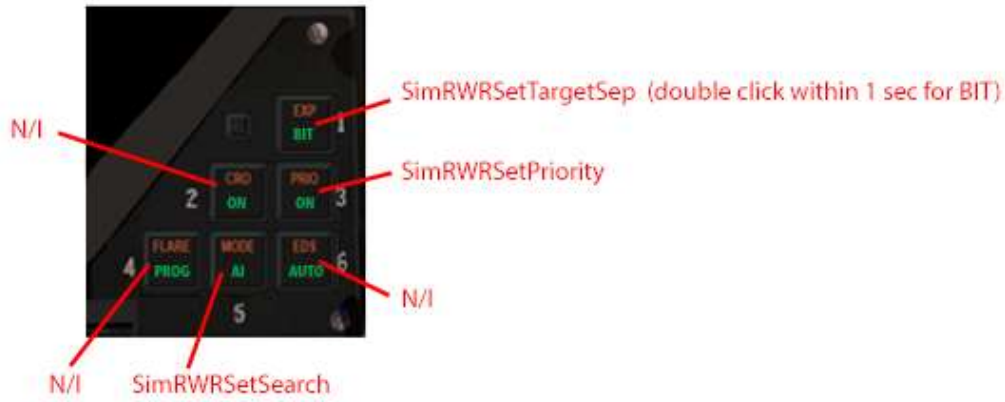 SimRWRSetTargetSep (double click within 1 sec for BIT)
EXP
BIT
1
N/I
SimRWRSetPriority
2
CRD
ON
PRIO
ON
3
4
FLARE
PROG
MODE
AI
EDS
AUTO
6
N/I
5
N/I
SimRWRSetSearch